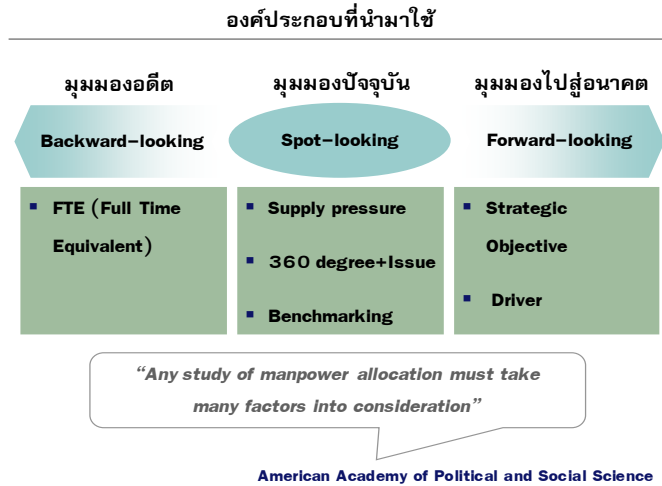 องค์ประกอบที่นำมาใช้
มุมมองอดีต
มุมมองปัจจุบัน
มุมมองไปสู่อนาคต
Backward-looking
Spot-looking
Forward-looking
▪ FTE (Full Time
Equivalent)
▪ Supply pressure
▪ 360 degree+Issue
▪ Benchmarking
▪ Strategic
Objective
▪ Driver
“Any study of manpower allocation must take
many factors into consideration”
American Academy of Political and Social Science